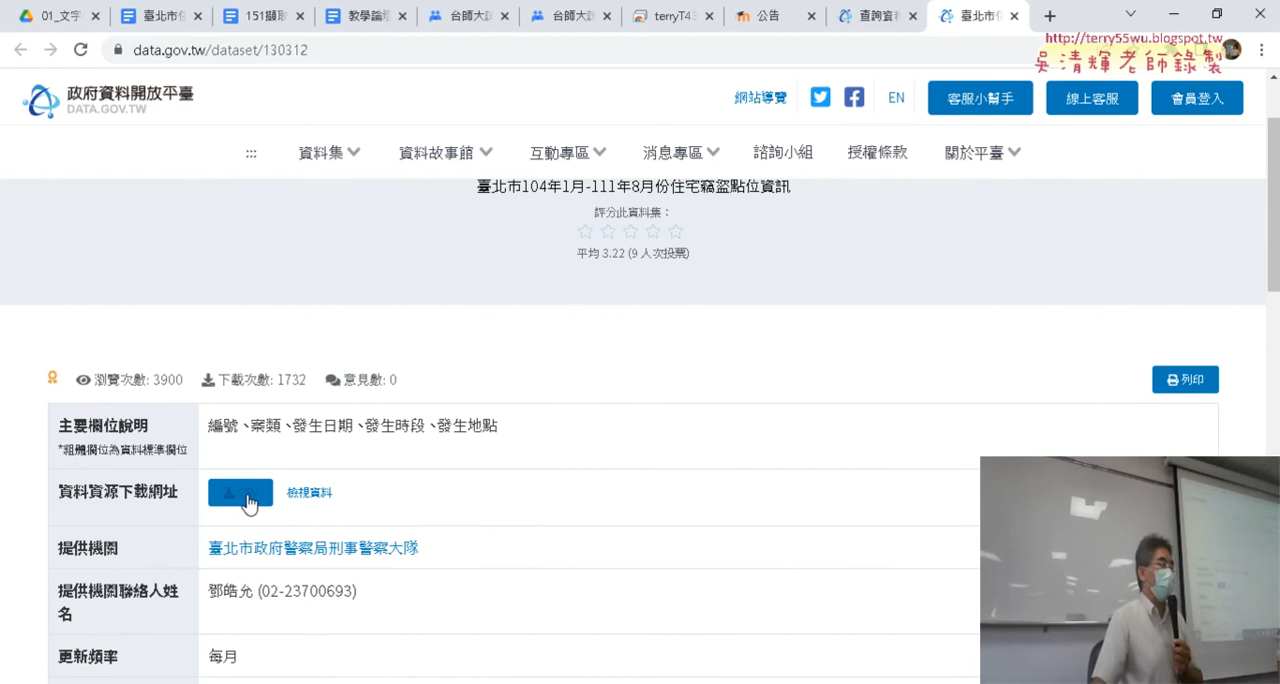 01_文字
臺北市住
151擷取
教學論壇
台師大
台師大
terryT43
公告
查詢資料
臺北市住
data.gov.tw/dataset/130312
http://terry55wu.blogspot.tw
吳清輝老師錄製
政府資料開放平臺
DATA.GOV.TW
網站導覽
EN
客服小幫手
線上客服
會員登入
:::
資料集
資料故事館
互動專區
消息專區
諮詢小組
授權條款
關於平臺
臺北市104年1月-111年8月份住宅竊盜點位資訊
評分此資料集：
平均 3.22 (9 人次投票)
瀏覽次數: 3900
下載次數: 1732
意見數: 0
列印
主要欄位說明
*粗體欄位為資料標準欄位
編號、案類、發生日期、發生時段、發生地點
資料資源下載網址
檢視資料
提供機關
臺北市政府警察局刑事警察大隊
提供機關聯絡人姓名
鄧皓允 (02-23700693)
更新頻率
每月